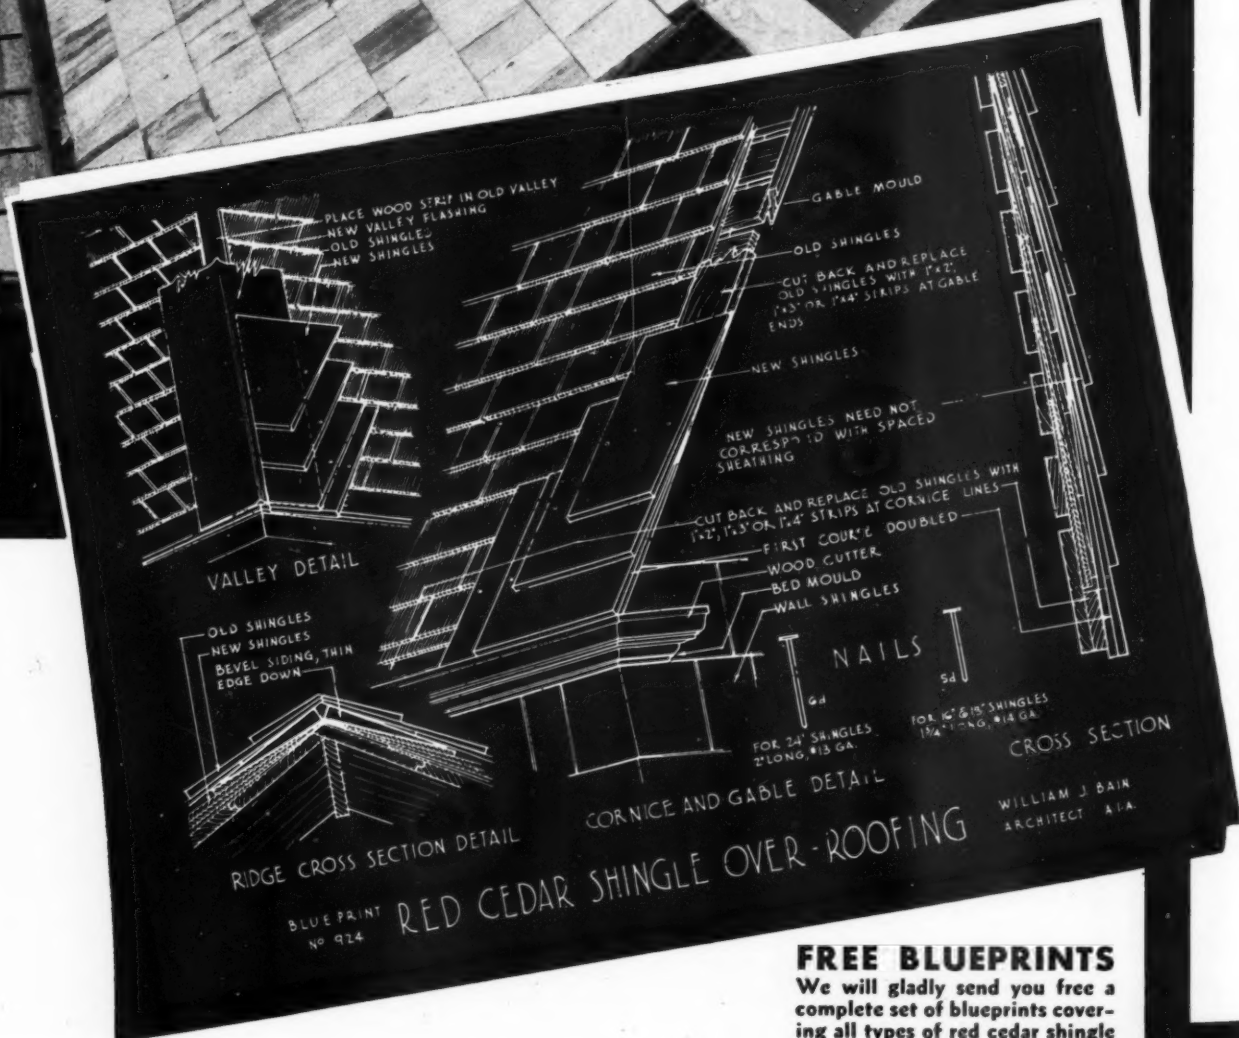 PLACE WOOD STRIP IN OLD VALLEY
NEW VALLEY FLASHING
OLD SHINGLES
NEW SHINGLES
VALLEY DETAIL
GABLE MOULD
OLD SHINGLES
CUT BACK AND REPLACE
OLD SHINGLES WITH 1"x2",
1"x3" OR 1"x4" STRIPS AT GABLE
ENDS
NEW SHINGLES
NEW SHINGLES NEED NOT
CORRESPOND WITH SPACED
SHEATHING
CUT BACK AND REPLACE OLD SHINGLES WITH
1"x2", 1"x3" OR 1"x4" STRIPS AT CORNICE LINES
FIRST COURSE DOUBLED
WOOD GUTTER
BED MOULD
WALL SHINGLES
OLD SHINGLES
NEW SHINGLES
BEVEL SIDING, THIN
EDGE DOWN
RIDGE CROSS SECTION DETAIL
NAILS
6d
5d
FOR 24" SHINGLES
2" LONG, #13 GA.
FOR 16" & 18" SHINGLES
1¾" LONG, #14 GA.
CORNICE AND GABLE DETAIL
CROSS SECTION
BLUE PRINT
No 924
RED CEDAR SHINGLE OVER-ROOFING
WILLIAM J. BAIN
ARCHITECT A.I.A.
FREE BLUEPRINTS
We will gladly send you free a
complete set of blueprints cover-
ing all types of red cedar shingle